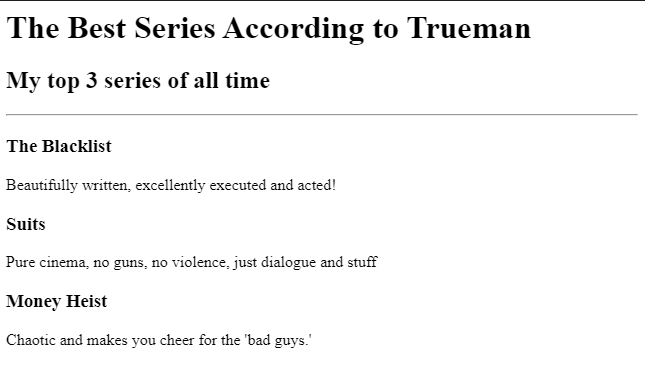 The Best Series According to Trueman
My top 3 series of all time
The Blacklist
Beautifully written, excellently executed and acted!
Suits
Pure cinema, no guns, no violence, just dialogue and stuff
Money Heist
Chaotic and makes you cheer for the 'bad guys.'